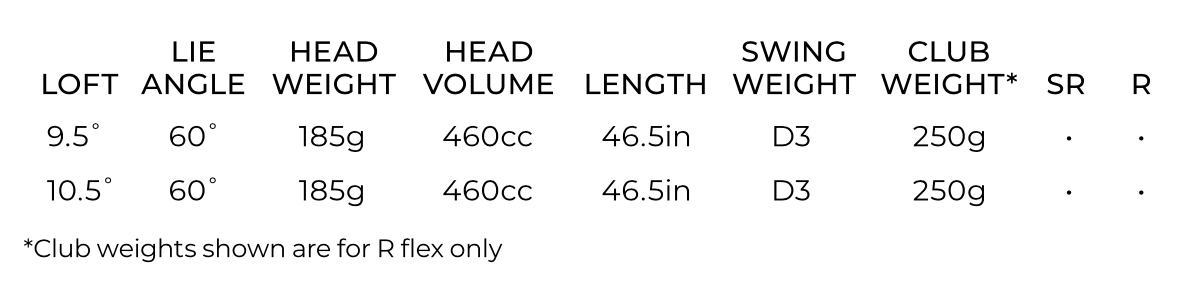 LOFT LIE ANGLE HEAD WEIGHT HEAD VOLUME LENGTH SWING WEIGHT CLUB WEIGHT* SR R
9.5° 60° 185g 460cc 46.5in D3 250g • •
10.5° 60° 185g 460cc 46.5in D3 250g • •
*Club weights shown are for R flex only